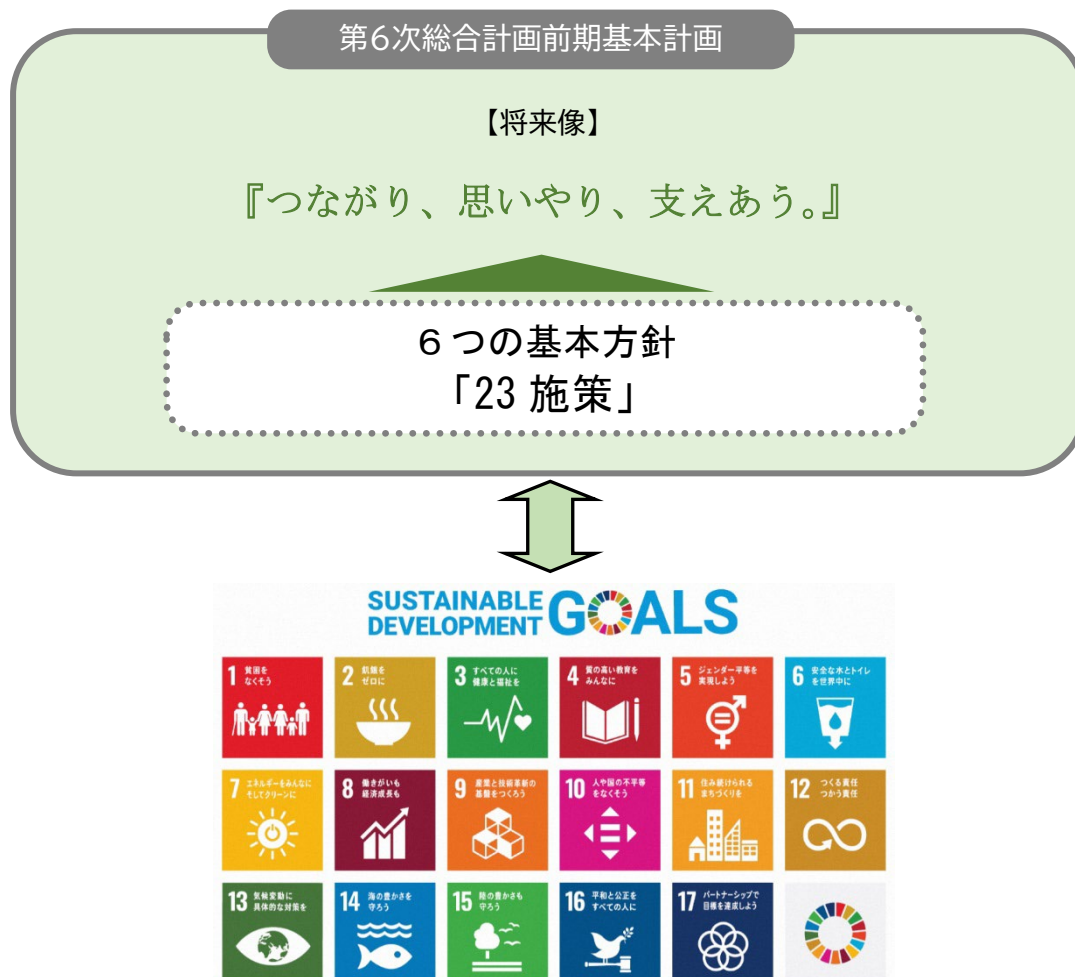 第6次総合計画前期基本計画
【将来像】
『つながり、思いやり、支えあう。』
6つの基本方針
「23 施策」
SUSTAINABLE
DEVELOPMENT
GOALS
1 貧困を
なくそう
2 飢餓を
ゼロに
3 すべての人に
健康と福祉を
4 質の高い教育を
みんなに
5 ジェンダー平等を
実現しよう
6 安全な水とトイレ
を世界中に
7 エネルギーをみんなに
そしてクリーンに
8 働きがいも
経済成長も
9 産業と技術革新の
基盤をつくろう
10 人や国の不平等
をなくそう
11 住み続けられる
まちづくりを
12 つくる責任
つかう責任
13 気候変動に
具体的な対策を
14 海の豊かさを
守ろう
15 陸の豊かさも
守ろう
16 平和と公正を
すべての人に
17 パートナーシップで
目標を達成しよう